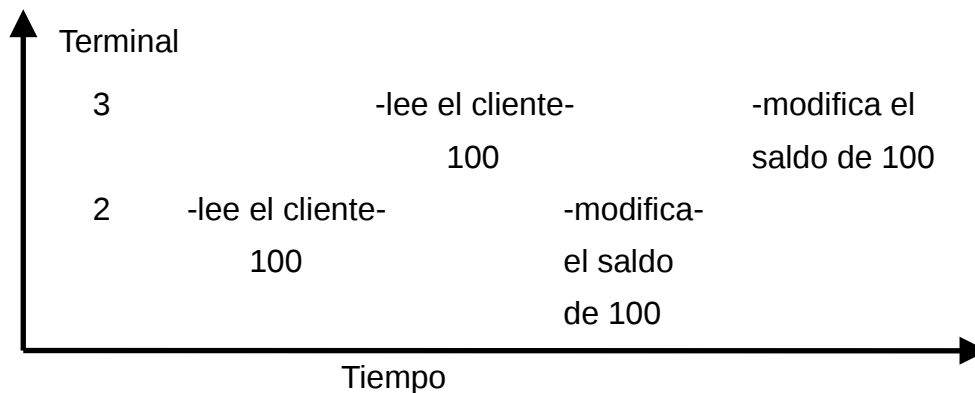 Terminal
3 -lee el cliente- -modifica el
100 saldo de 100
2 -lee el cliente- -modifica-
100 el saldo
de 100
Tiempo